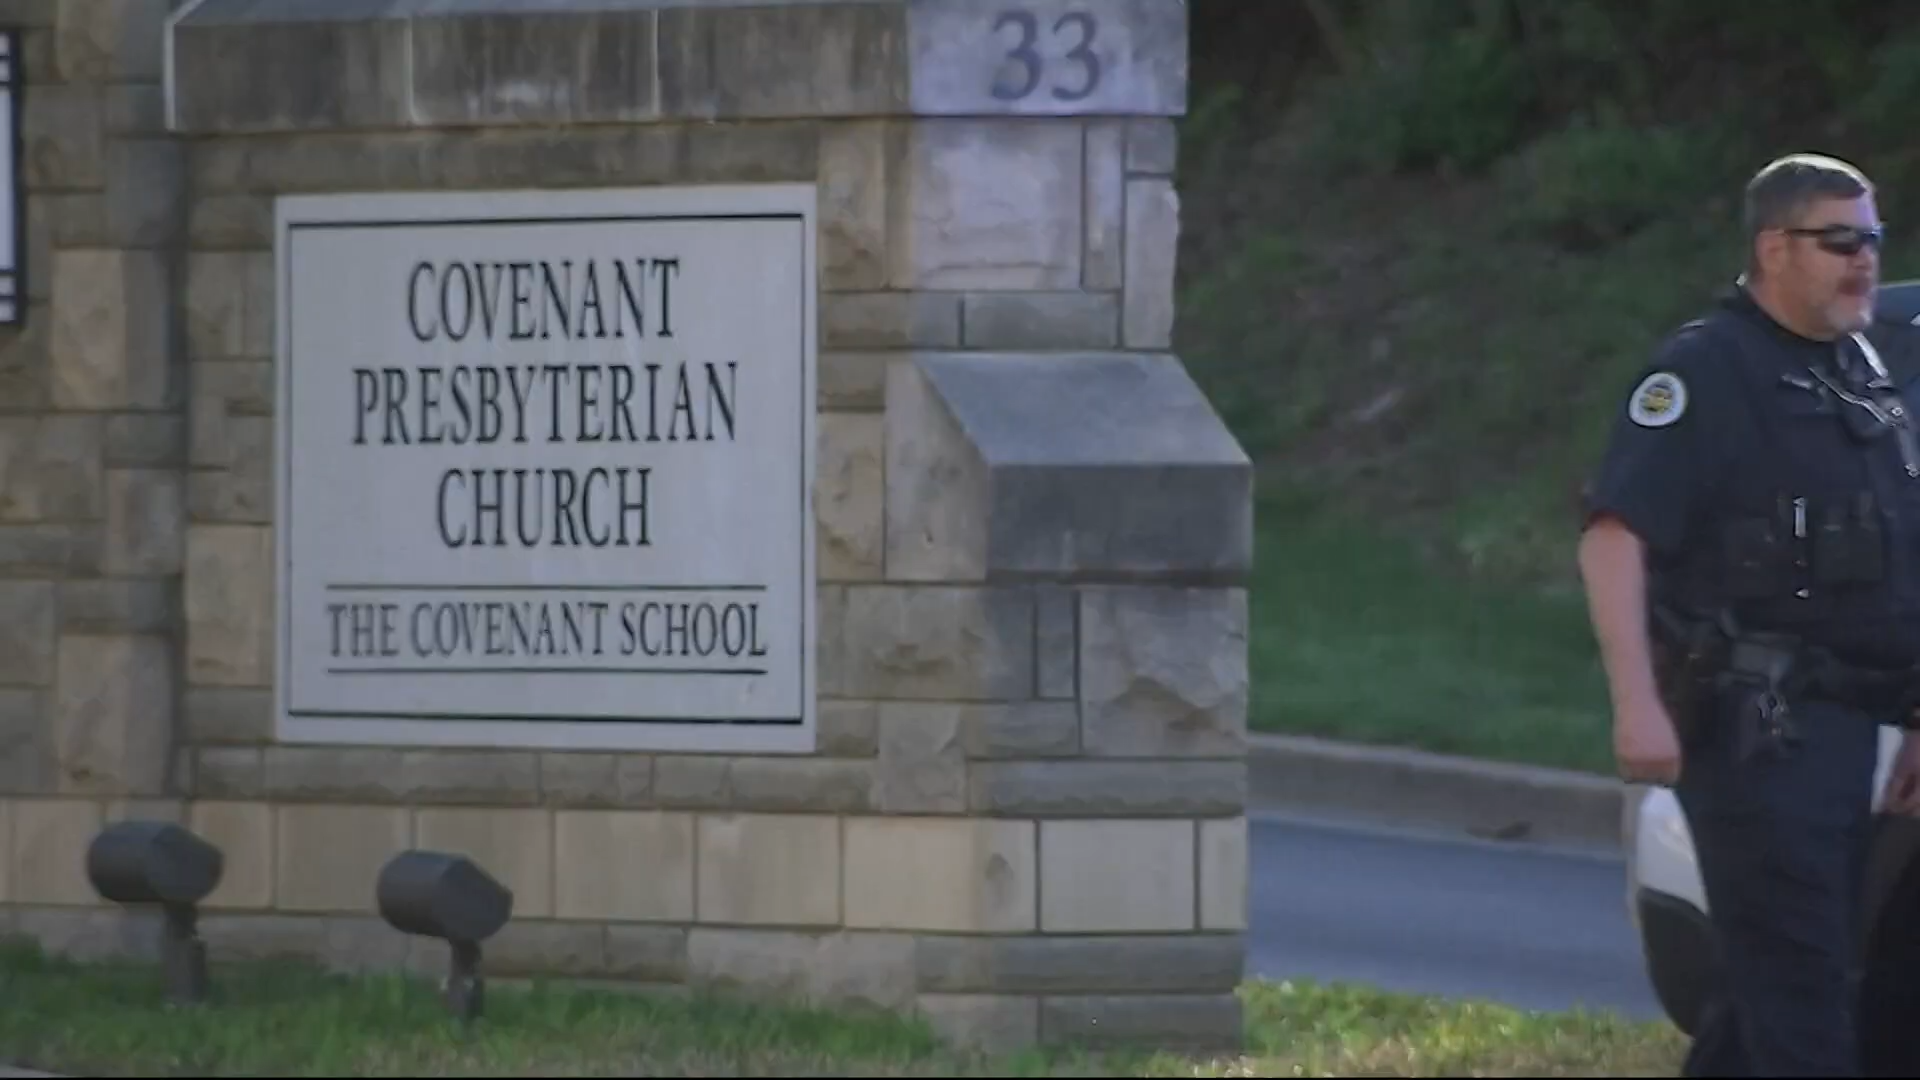 33
COVENANT
PRESBYTERIAN
CHURCH
THE COVENANT SCHOOL